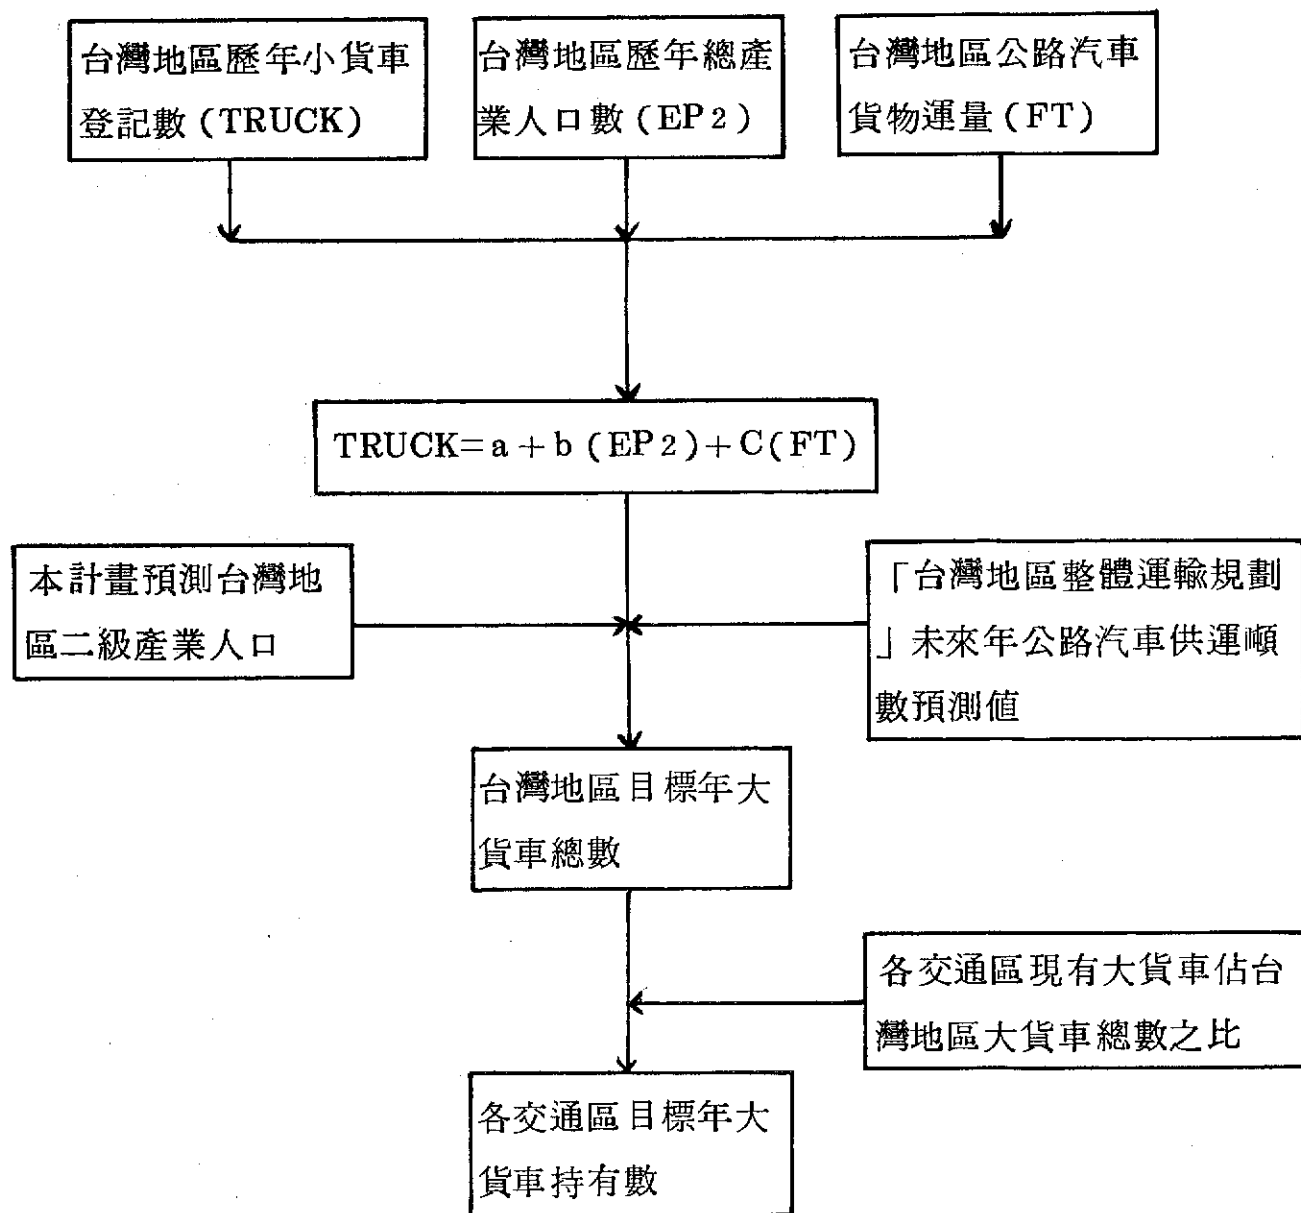 台灣地區歷年小貨車
登記數(TRUCK)
台灣地區歷年總產
業人口數(EP2)
台灣地區公路汽車
貨物運量(FT)
TRUCK=a+b(EP2)+C(FT)
本計畫預測台灣地
區二級產業人口
「台灣地區整體運輸規劃
」未來年公路汽車供運噸
數預測值
台灣地區目標年大
貨車總數
各交通區現有大貨車佔台
灣地區大貨車總數之比
各交通區目標年大
貨車持有數